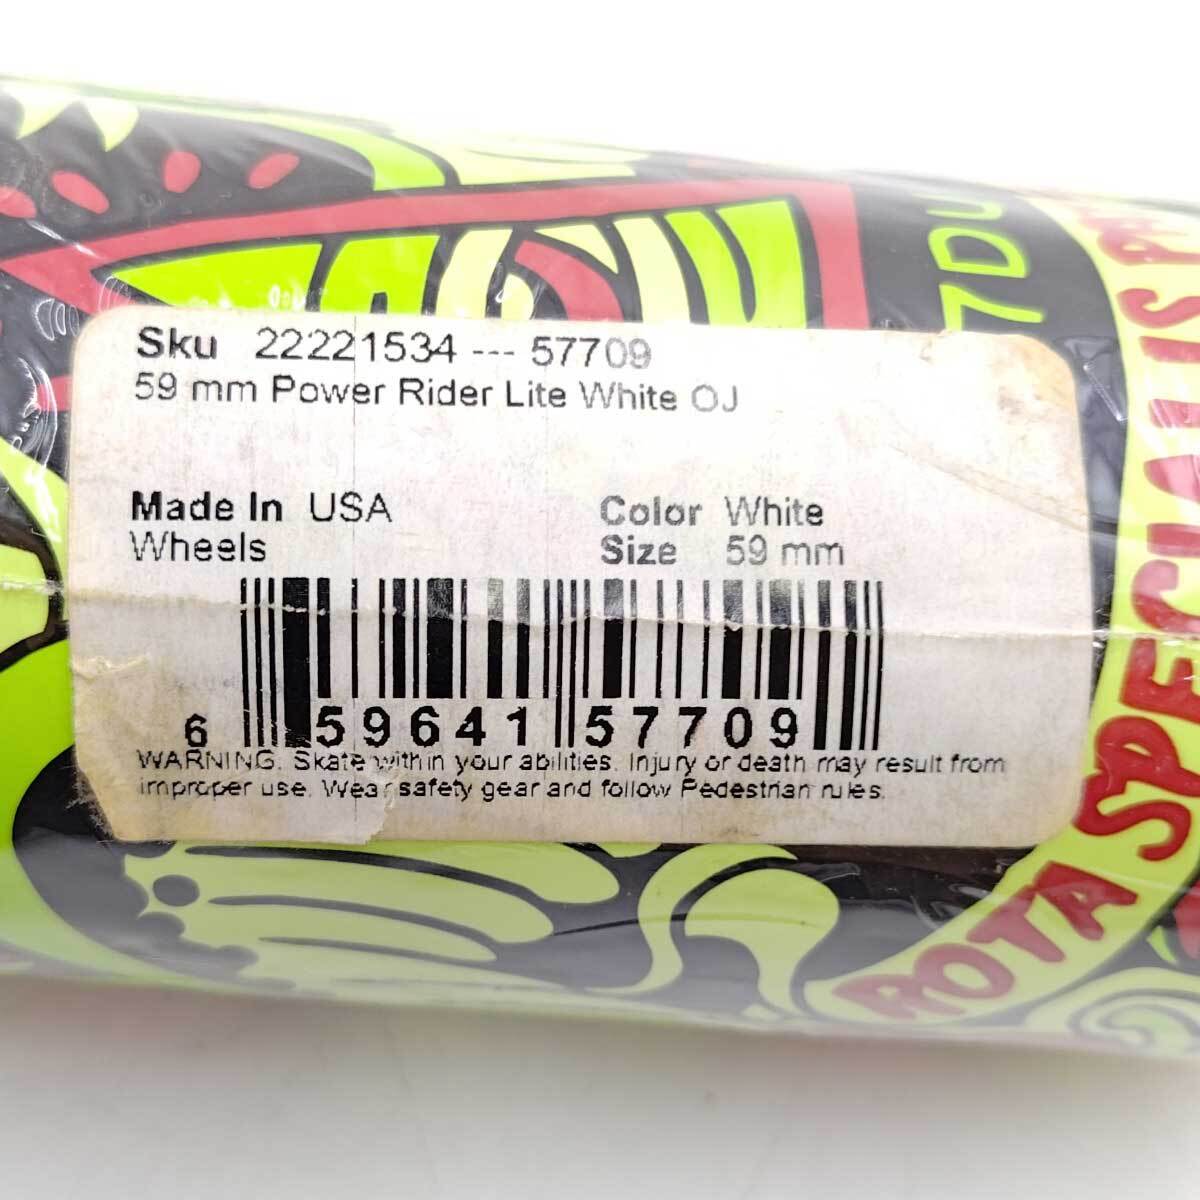 Sku 22221534 --- 57709
59 mm Power Rider Lite White OJ
Made In USA
Wheels
Color White
Size 59 mm
6 59641 57709
WARNING. Skate within your abilities. Injury or death may result from
improper use. Wear safety gear and follow Pedestrian rules.
ROTA SPECIALIS
7DU